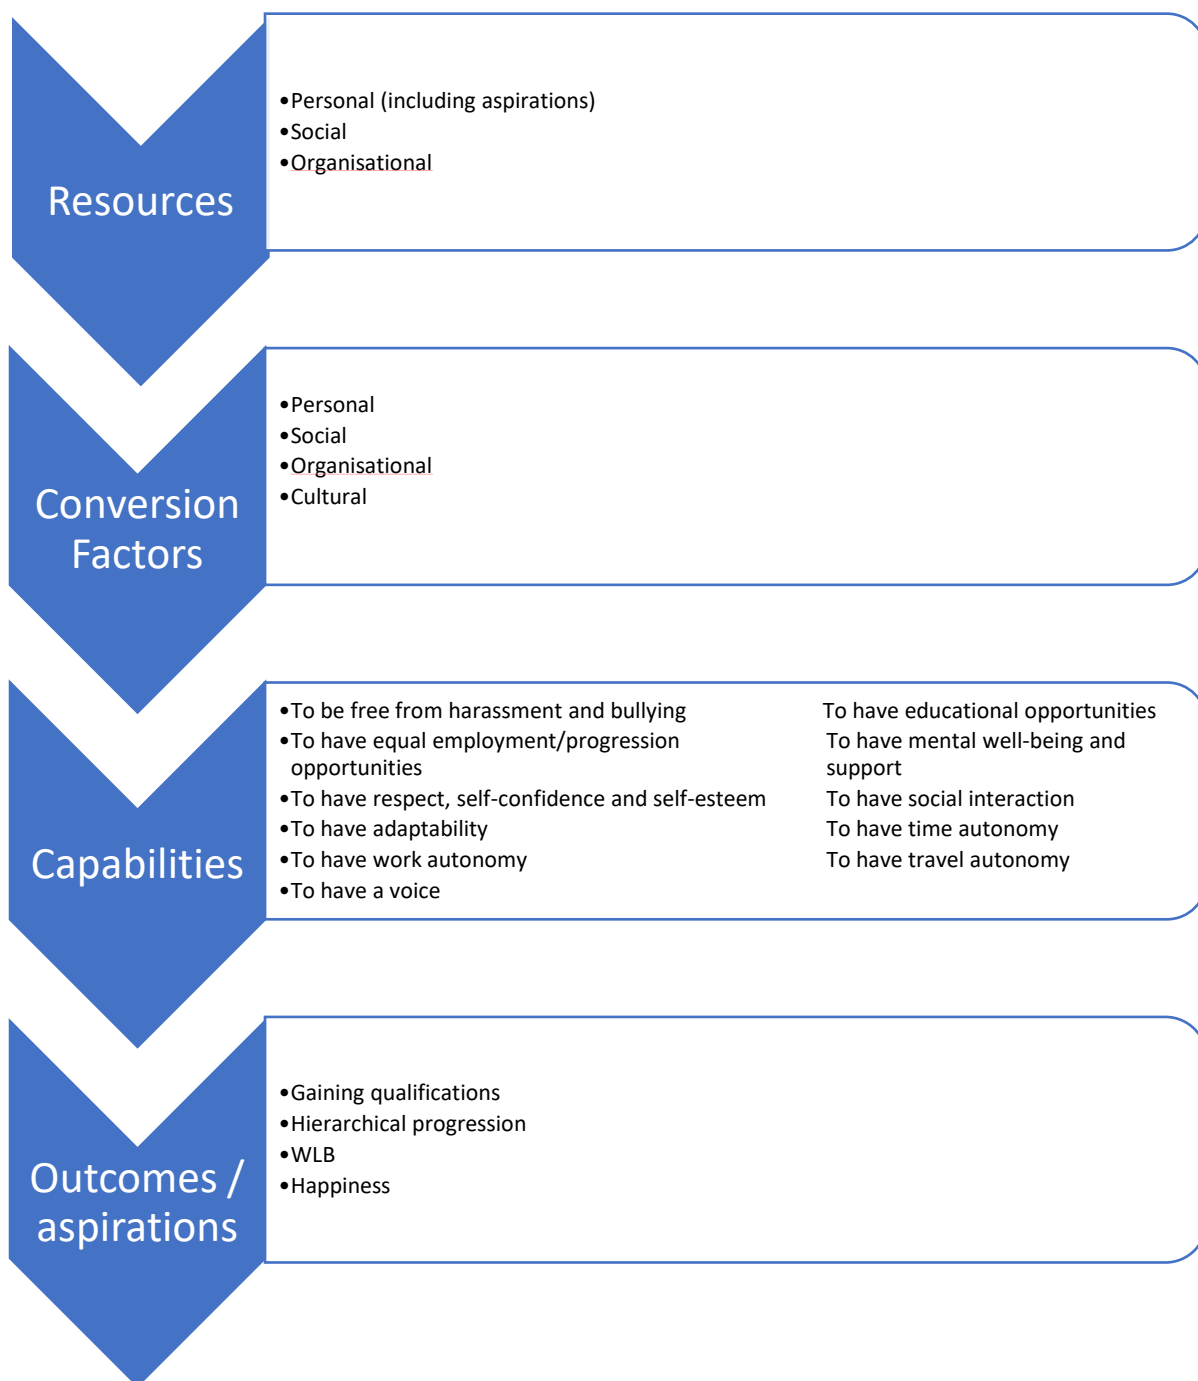 Resources
•Personal (including aspirations)
•Social
•Organisational
Conversion
Factors
•Personal
•Social
•Organisational
•Cultural
Capabilities
•To be free from harassment and bullying
•To have equal employment/progression
opportunities
•To have respect, self-confidence and self-esteem
•To have adaptability
•To have work autonomy
•To have a voice
To have educational opportunities
To have mental well-being and
support
To have social interaction
To have time autonomy
To have travel autonomy
Outcomes /
aspirations
•Gaining qualifications
•Hierarchical progression
•WLB
•Happiness